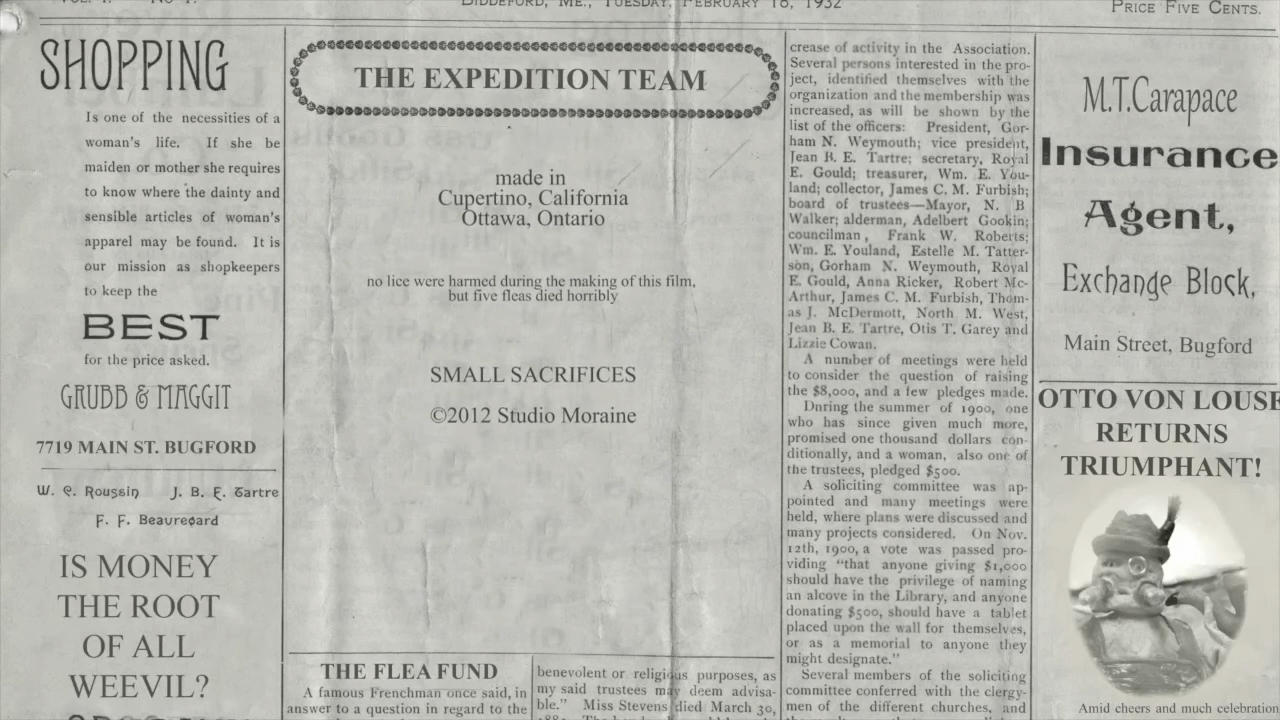 BIDDEFORD, ME., TUESDAY, FEBRUARY 16, 1932
PRICE FIVE CENTS.
SHOPPING
Is one of the necessities of a
woman's life. If she be
maiden or mother she requires
to know where the dainty and
sensible articles of woman's
apparel may be found. It is
our mission as shopkeepers
to keep the
BEST
for the price asked.
GRUBB & MAGGIT
7719 MAIN ST. BUGFORD
W. E. Roussin J. B. E. Tartre
F. F. Beauregard
IS MONEY
THE ROOT
OF ALL
WEEVIL?
THE EXPEDITION TEAM
made in
Cupertino, California
Ottawa, Ontario
no lice were harmed during the making of this film,
but five fleas died horribly
SMALL SACRIFICES
©2012 Studio Moraine
THE FLEA FUND
A famous Frenchman once said, in
answer to a question in regard to the
benevolent or religious purposes, as
my said trustees may deem advisa-
ble." Miss Stevens died March 30,
crease of activity in the Association.
Several persons interested in the pro-
ject, identified themselves with the
organization and the membership was
increased, as will be shown by the
list of the officers: President, Gor-
ham N. Weymouth; vice president,
Jean B. E. Tartre; secretary, Royal
E. Gould; treasurer, Wm. E. You-
land; collector, James C. M. Furbish;
board of trustees—Mayor, N. B
Walker; alderman, Adelbert Gookin;
councilman, Frank W. Roberts;
Wm. E. Youland, Estelle M. Tatter-
son, Gorham N. Weymouth, Royal
E. Gould, Anna Ricker, Robert Mc-
Arthur, James C. M. Furbish, Thom-
as J. McDermott, North M. West,
Jean B. E. Tartre, Otis T. Garey and
Lizzie Cowan.
A number of meetings were held
to consider the question of raising
the $8,000, and a few pledges made.
During the summer of 1900, one
who has since given much more,
promised one thousand dollars con-
ditionally, and a woman, also one of
the trustees, pledged $500.
A soliciting committee was ap-
pointed and many meetings were
held, where plans were discussed and
many projects considered. On Nov.
12th, 1900, a vote was passed pro-
viding "that anyone giving $1,000
should have the privilege of naming
an alcove in the Library, and anyone
donating $500, should have a tablet
placed upon the wall for themselves,
or as a memorial to anyone they
might designate."
Several members of the soliciting
committee conferred with the clergy-
men of the different churches, and
M.T.Carapace
Insurance
Agent,
Exchange Block,
Main Street, Bugford
OTTO VON LOUSE
RETURNS
TRIUMPHANT!
Amid cheers and much celebration